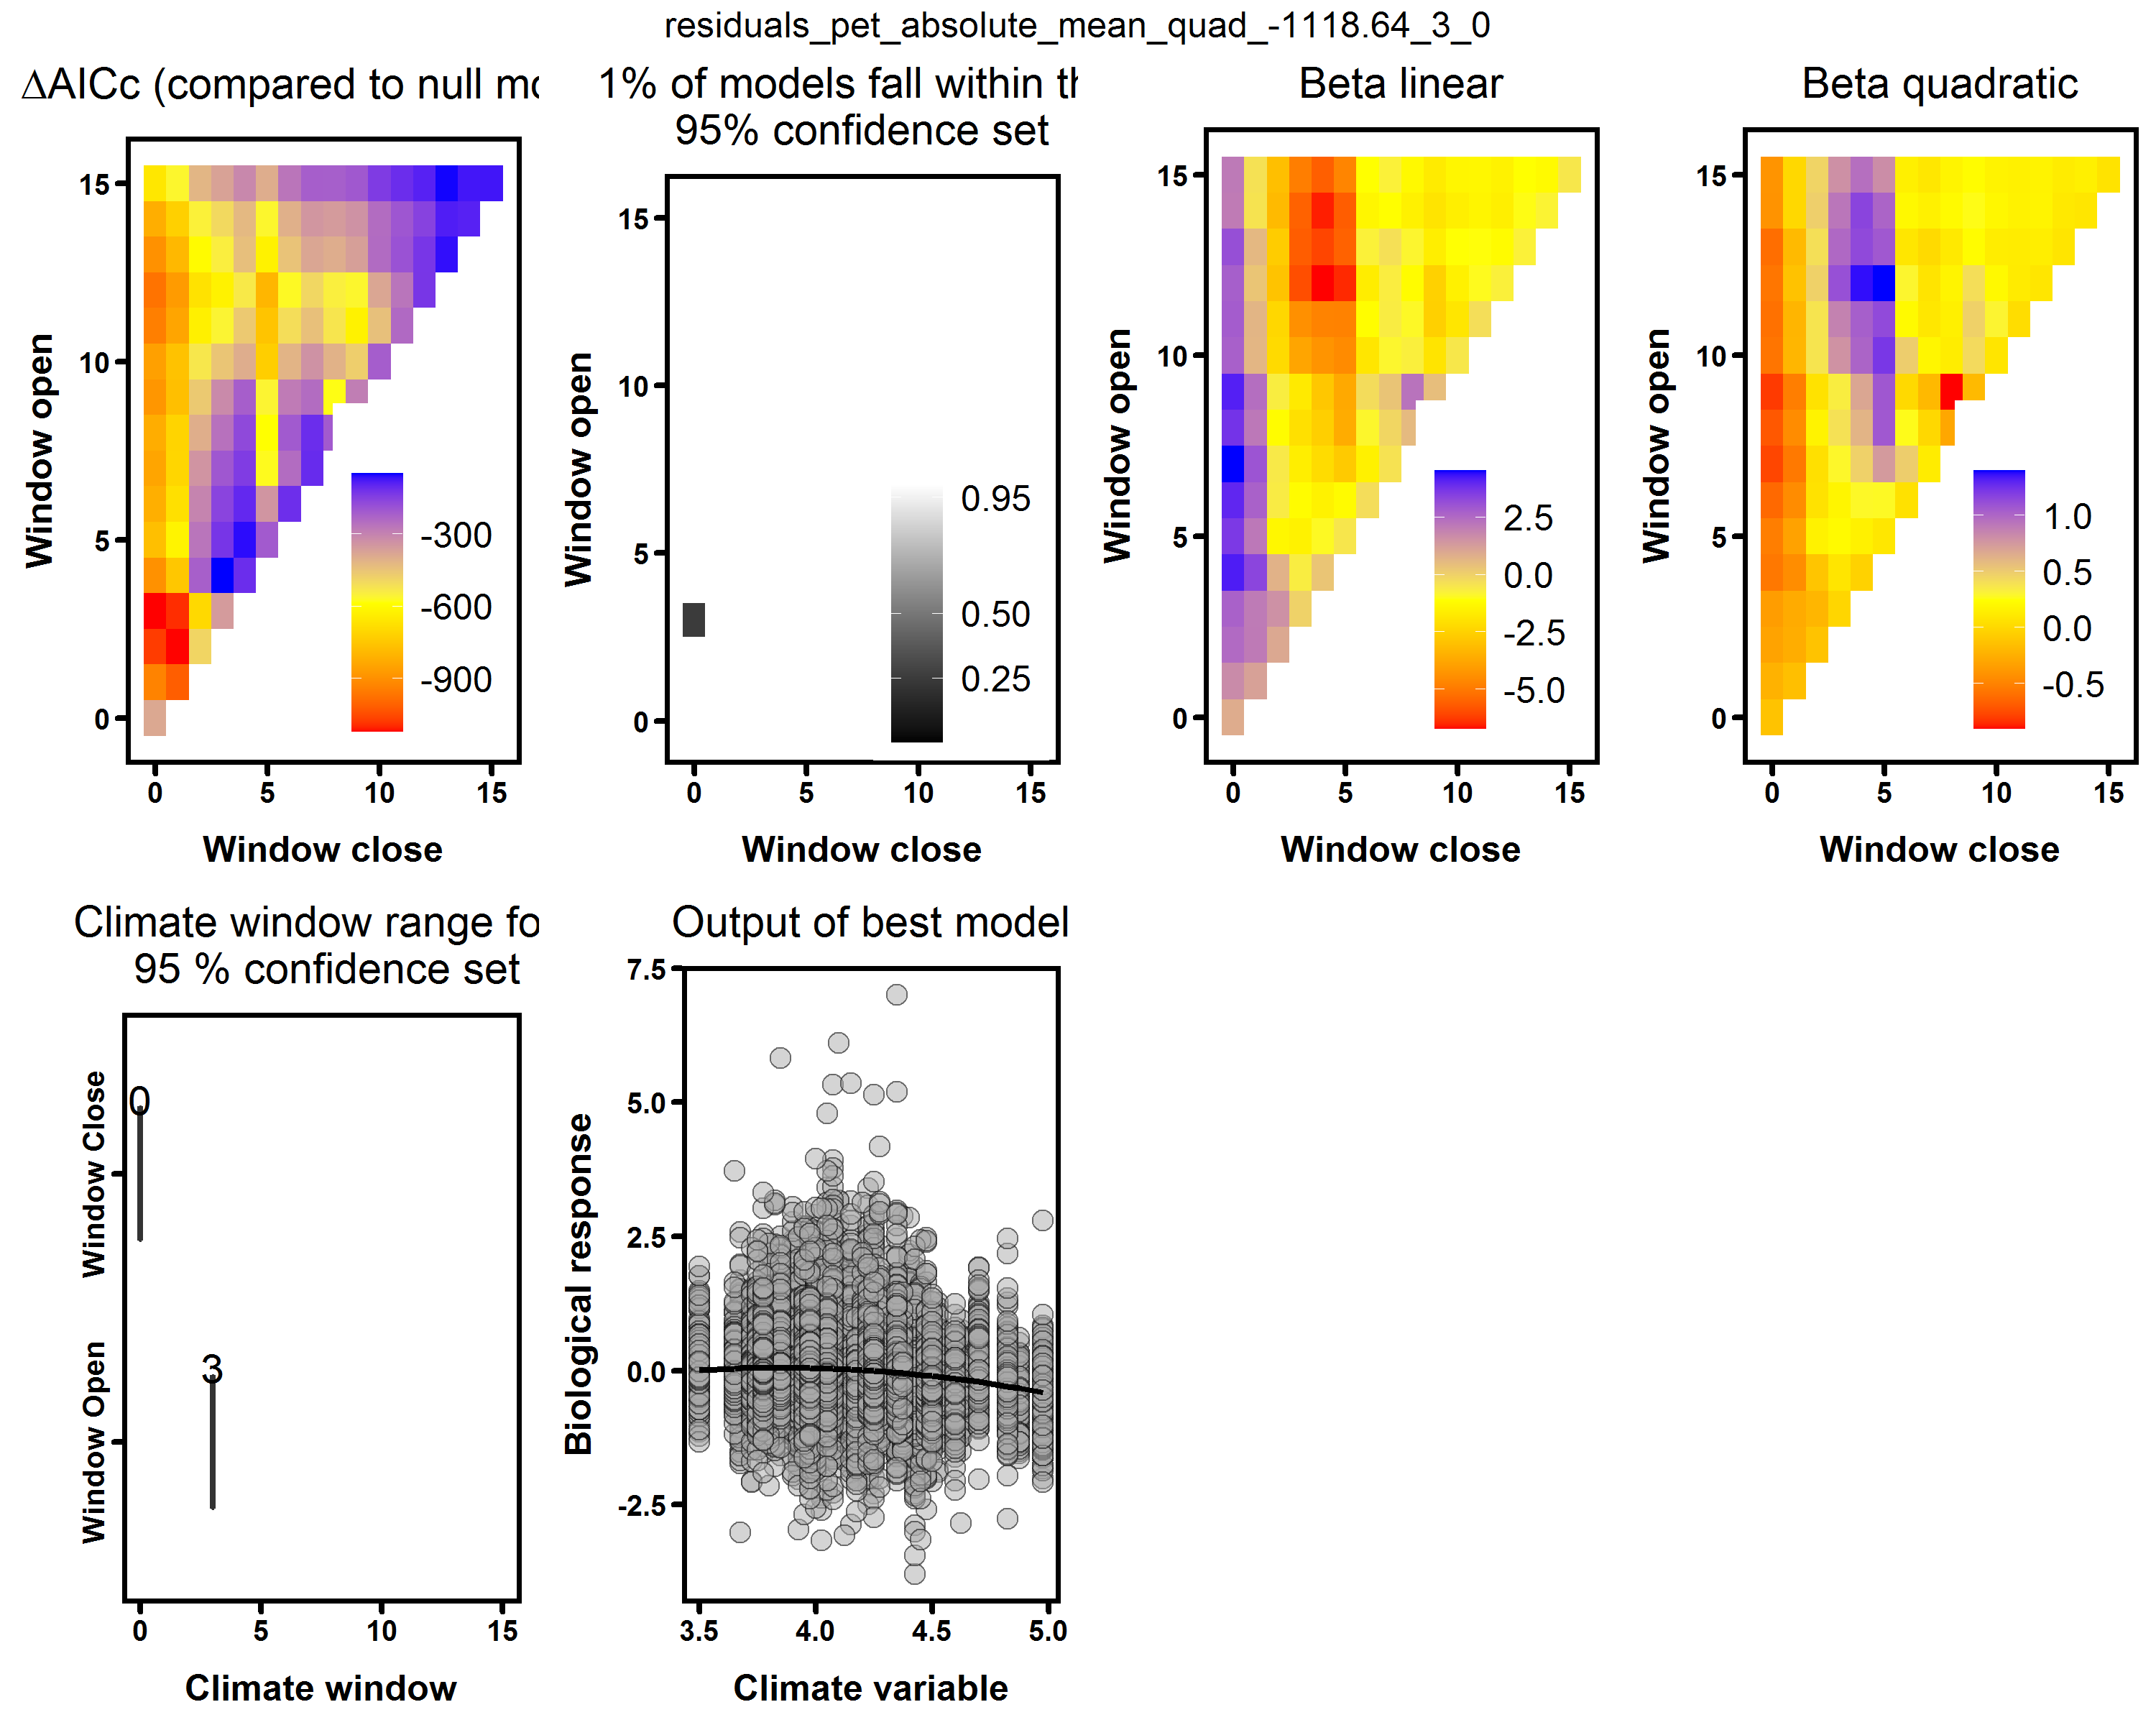 residuals_pet_absolute_mean_quad_-1118.64_3_0
ΔAICc (compared to null mo
1% of models fall within th
95% confidence set
Beta linear
Beta quadratic
Window open
15
10
5
0
-300
-600
-900
0 5 10 15
Window close
Window open
15
10
5
0
0.95
0.50
0.25
0 5 10 15
Window close
Window open
15
10
5
0
2.5
0.0
-2.5
-5.0
0 5 10 15
Window close
Window open
15
10
5
0
1.0
0.5
0.0
-0.5
0 5 10 15
Window close
Climate window range fo
95 % confidence set
Window Close
Window Open
0
3
0 5 10 15
Climate window
Output of best model
Biological response
7.5
5.0
2.5
0.0
-2.5
3.5 4.0 4.5 5.0
Climate variable